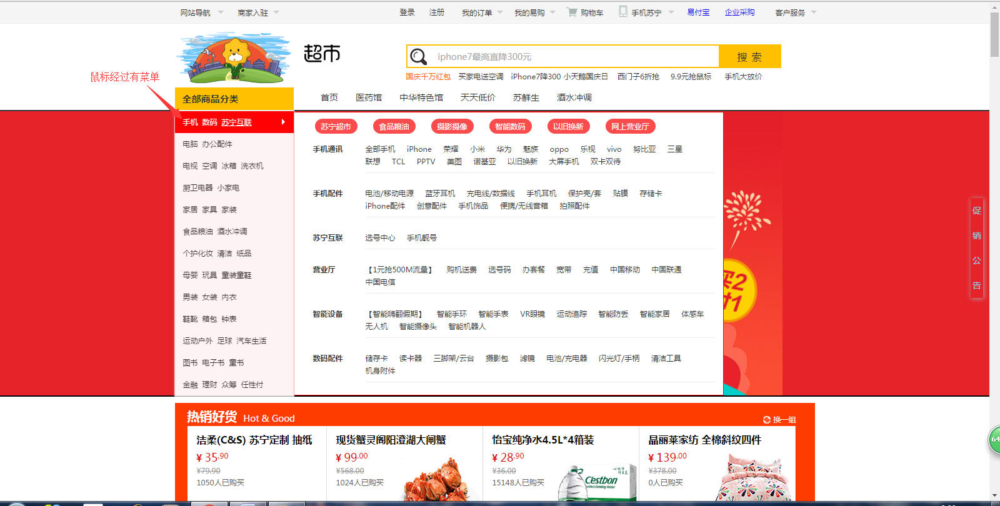 网站导航 商家入驻 登录 注册 我的订单 我的易购 购物车 手机苏宁 易付宝 企业采购 客户服务
超市
iphone7最高直降300元 搜 索
国庆千万红包 买家电送空调 iPhone7降300 小天鹅国庆日 西门子6折抢 9.9元抢鼠标 手机大放价
鼠标经过有菜单
全部商品分类 首页 医药馆 中华特色馆 天天低价 苏鲜生 酒水冲调
手机 数码 苏宁互联
电脑 办公配件
电视 空调 冰箱 洗衣机
厨卫电器 小家电
家居 家具 家装
食品粮油 酒水冲调
个护化妆 清洁 纸品
母婴 玩具 童装童鞋
男装 女装 内衣
鞋靴 箱包 钟表
运动户外 足球 汽车生活
图书 电子书 童书
金融 理财 众筹 任性付
苏宁超市 食品粮油 摄影摄像 智能数码 以旧换新 网上营业厅
手机通讯 全部手机 iPhone 荣耀 小米 华为 魅族 oppo 乐视 vivo 努比亚 三星
联想 TCL PPTV 美图 诺基亚 以旧换新 大屏手机 双卡双待
手机配件 电池/移动电源 蓝牙耳机 充电线/数据线 手机耳机 保护壳/套 贴膜 存储卡
iPhone配件 创意配件 手机饰品 便携/无线音箱 拍照配件
苏宁互联 选号中心 手机靓号
营业厅 【1元抢500M流量】 购机送费 选号码 办套餐 宽带 充值 中国移动 中国联通
中国电信
智能设备 【智能嗨翻假期】 智能手环 智能手表 VR眼镜 运动追踪 智能防丢 智能家居 体感车
无人机 智能摄像头 智能机器人
数码配件 储存卡 读卡器 三脚架/云台 摄影包 滤镜 电池/充电器 闪光灯/手柄 清洁工具
机身附件
买2
付1
促
销
公
告
热销好货 Hot & Good 换一组
洁柔(C&S) 苏宁定制 抽纸
¥ 35.90
¥79.90
1050人已购买
现货蟹灵阁阳澄湖大闸蟹
¥ 99.00
¥568.00
1024人已购买
怡宝纯净水4.5L*4箱装
¥ 28.90
¥36.00
15148人已购买
Cestbon
晶丽莱家纺 全棉斜纹四件
¥ 139.00
¥378.00
0人已购买
64